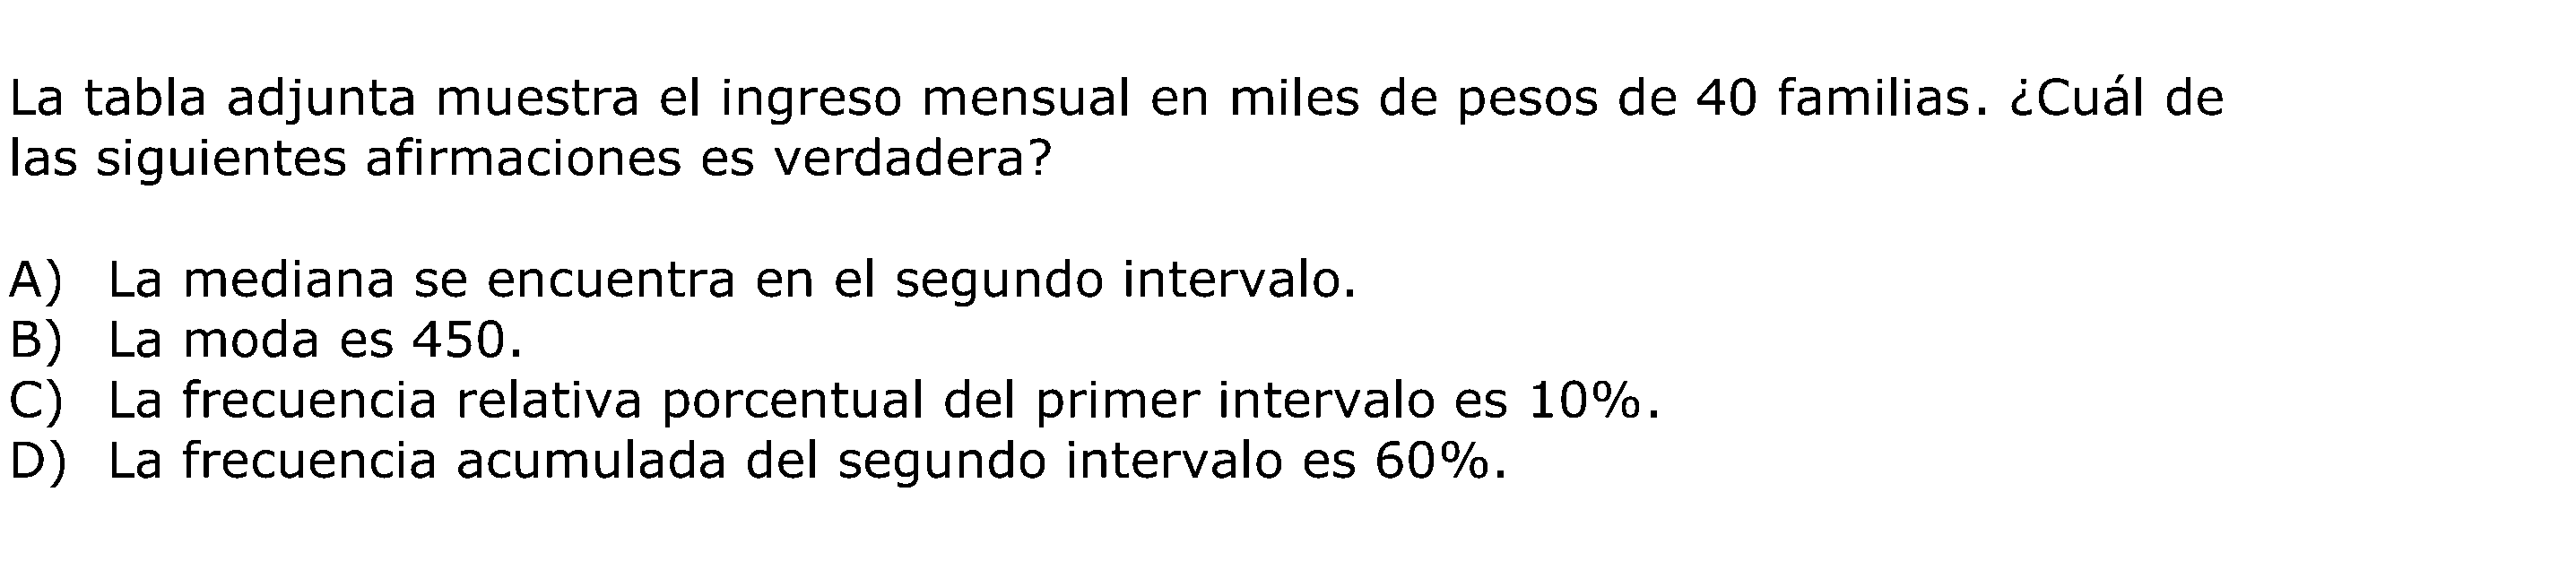 La tabla adjunta muestra el ingreso mensual en miles de pesos de 40 familias. ¿Cuál de
las siguientes afirmaciones es verdadera?
A) La mediana se encuentra en el segundo intervalo.
B) La moda es 450.
C) La frecuencia relativa porcentual del primer intervalo es 10%.
D) La frecuencia acumulada del segundo intervalo es 60%.